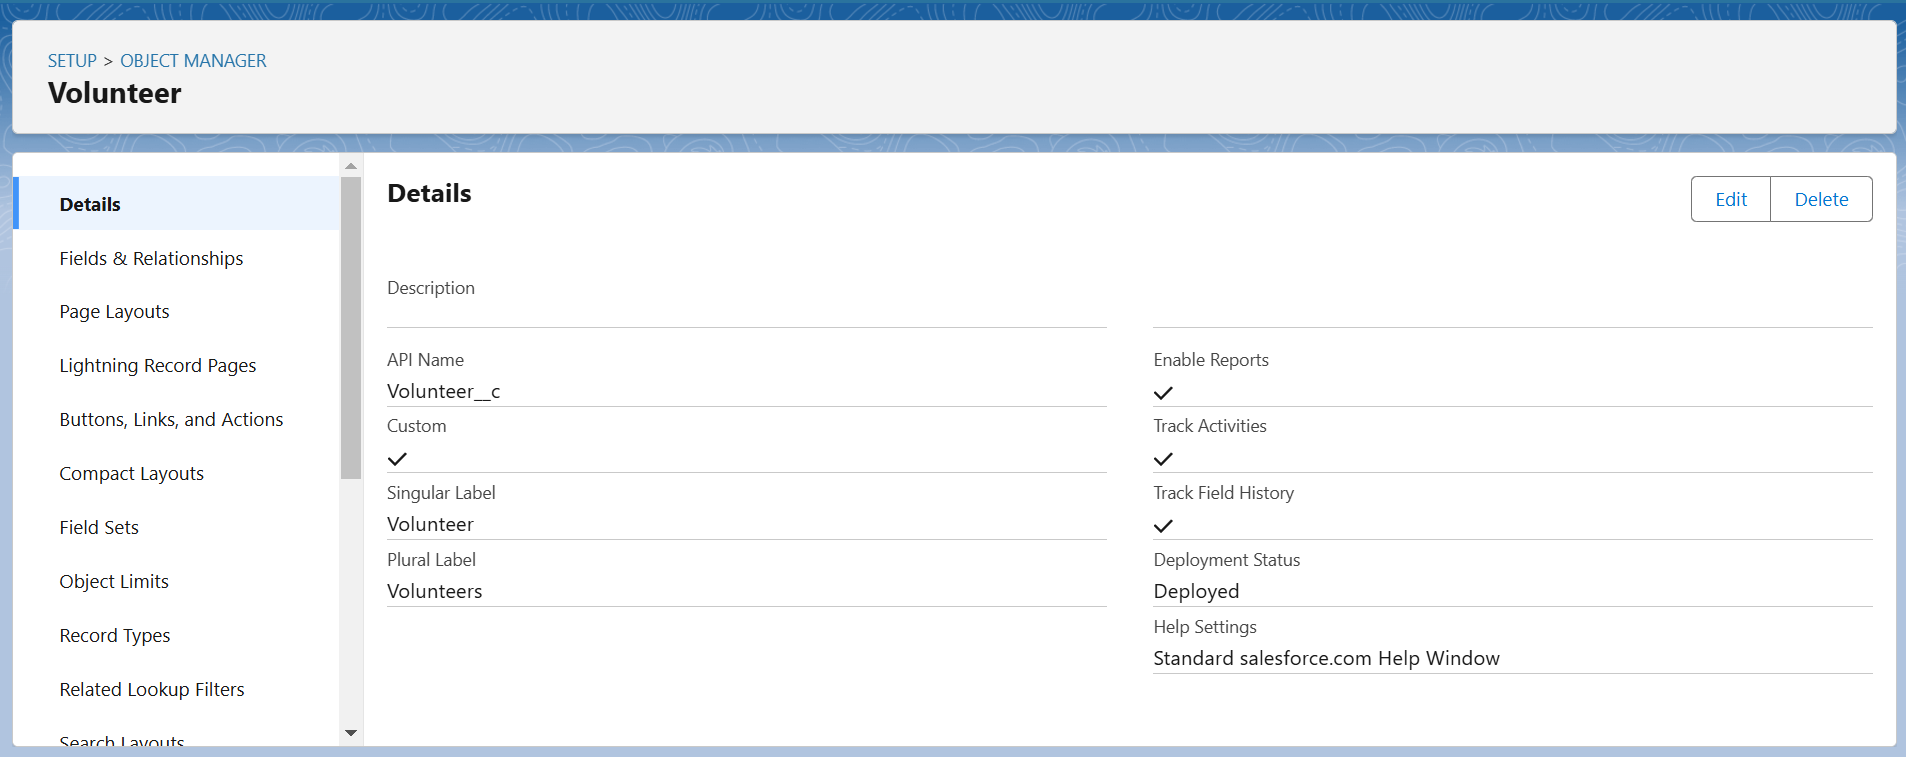 SETUP > OBJECT MANAGER
Volunteer
Details
Fields & Relationships
Page Layouts
Lightning Record Pages
Buttons, Links, and Actions
Compact Layouts
Field Sets
Object Limits
Record Types
Related Lookup Filters
Search Layouts
Details
Edit
Delete
Description
API Name
Volunteer__c
Custom
Singular Label
Volunteer
Plural Label
Volunteers
Enable Reports
Track Activities
Track Field History
Deployment Status
Deployed
Help Settings
Standard salesforce.com Help Window